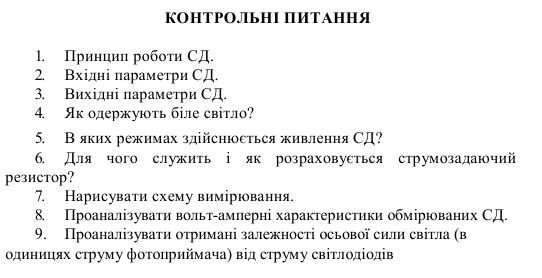 КОНТРОЛЬНІ ПИТАННЯ
1. Принцип роботи СД.
2. Вхідні параметри СД.
3. Вихідні параметри СД.
4. Як одержують біле світло?
5. В яких режимах здійснюється живлення СД?
6. Для чого служить і як розраховується струмозадаючий
резистор?
7. Нарисувати схему вимірювання.
8. Проаналізувати вольт-амперні характеристики обмірюваних СД.
9. Проаналізувати отримані залежності осьової сили світла (в
одиницях струму фотоприймача) від струму світлодіодів